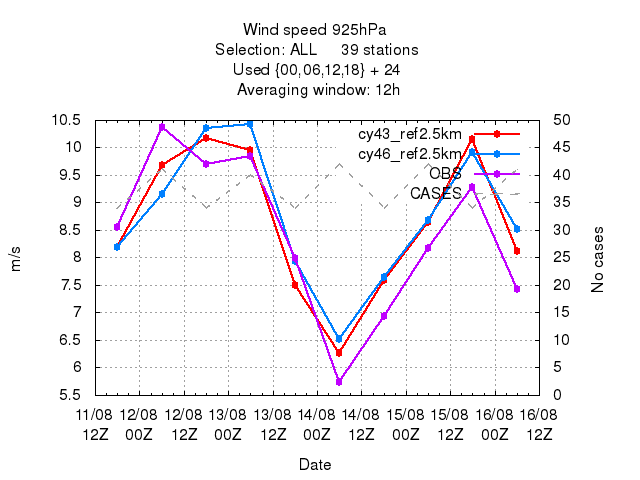 Wind speed 925hPa
Selection: ALL 39 stations
Used {00,06,12,18} + 24
Averaging window: 12h
cy43_ref2.5km
cy46_ref2.5km
OBS
CASES
10.5
10
9.5
9
8.5
8
7.5
7
6.5
6
5.5
m/s
50
45
40
35
30
25
20
15
10
5
0
No cases
11/08 12/08 12/08 13/08 13/08 14/08 14/08 15/08 15/08 16/08 16/08
12Z 00Z 12Z 00Z 12Z 00Z 12Z 00Z 12Z 00Z 12Z
Date